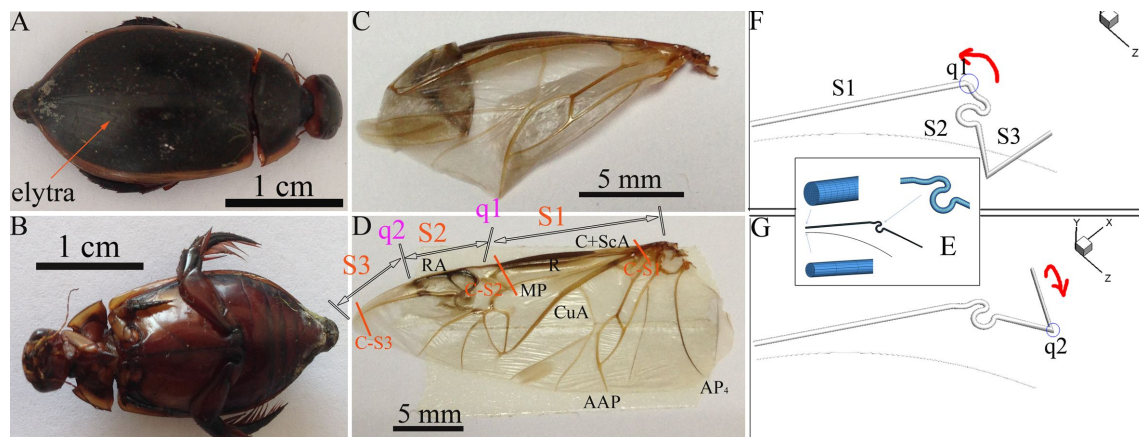 A
elytra
1 cm
B
1 cm
C
5 mm
D
q1
S1
S2
q2
S3
C+ScA
C-S1
RA
R
C-S2
MP
CuA
C-S3
AP4
AAP
5 mm
F
Z
q1
S1
S2
S3
E
G
Y
X
Z
q2